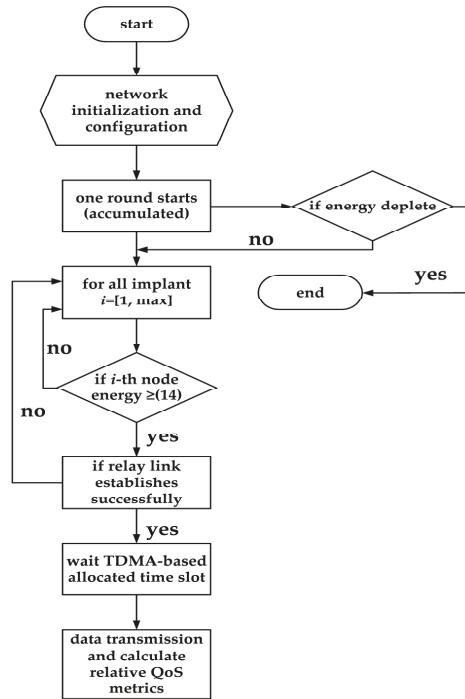 start
network
initialization and
configuration
one round starts
(accumulated)
if energy deplete
no
for all implant
i=[1, max]
end
yes
no
if i-th node
energy ≥(14)
no
yes
if relay link
establishes
successfully
yes
wait TDMA-based
allocated time slot
data transmission
and calculate
relative QoS
metrics